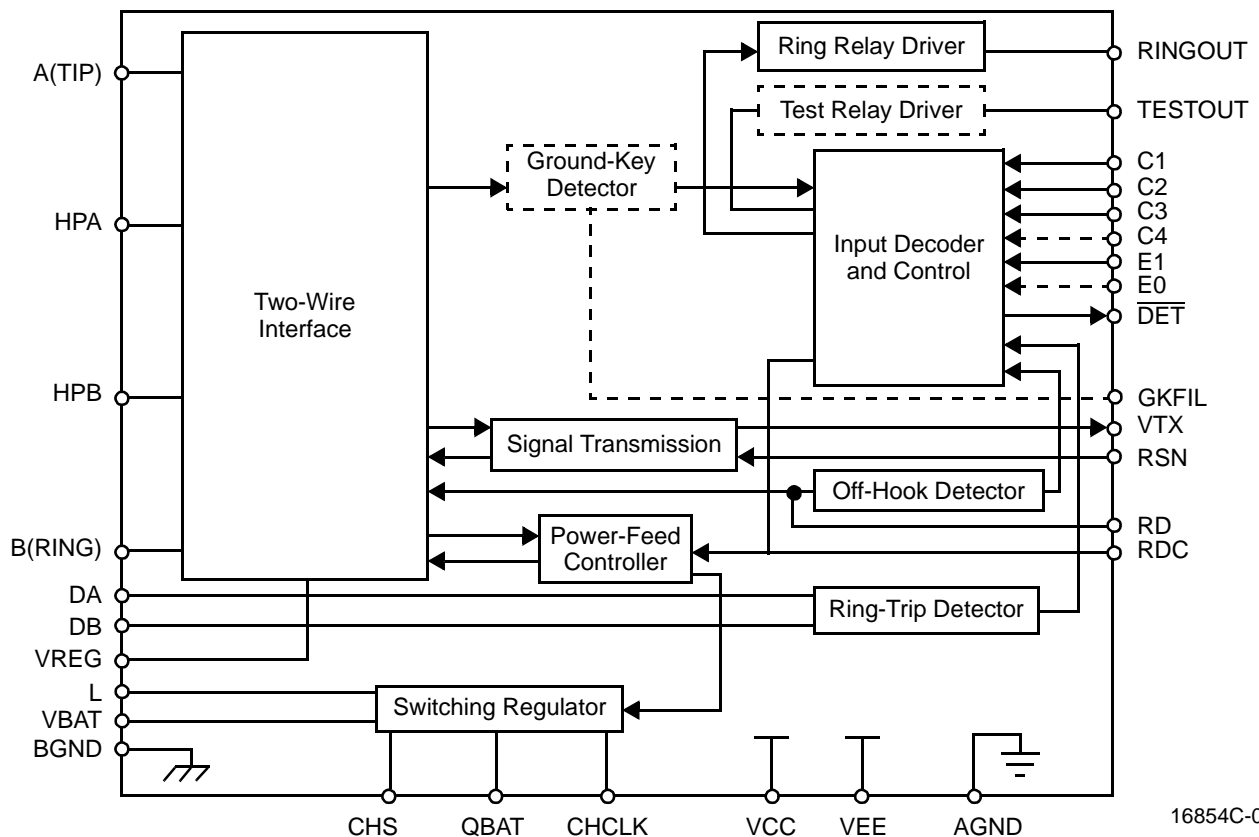 Ring Relay Driver
RINGOUT
A(TIP)
Test Relay Driver
TESTOUT
Ground-Key
Detector
C1
C2
C3
C4
E1
E0
DET
HPA
Input Decoder
and Control
Two-Wire
Interface
HPB
GKFIL
VTX
Signal Transmission
RSN
Off-Hook Detector
RD
B(RING)
Power-Feed
Controller
RDC
DA
Ring-Trip Detector
DB
VREG
L
Switching Regulator
VBAT
BGND
CHS
QBAT
CHCLK
VCC
VEE
AGND
16854C-0